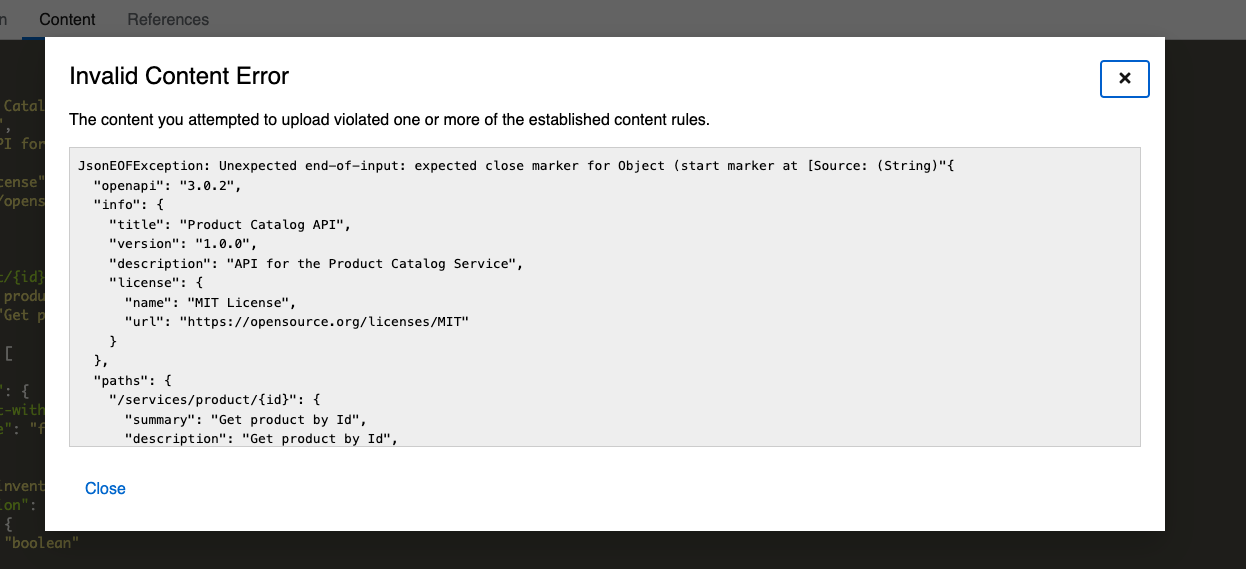 n Content References
Invalid Content Error
×
The content you attempted to upload violated one or more of the established content rules.
JsonEOFException: Unexpected end-of-input: expected close marker for Object (start marker at [Source: (String)"{
"openapi": "3.0.2",
"info": {
"title": "Product Catalog API",
"version": "1.0.0",
"description": "API for the Product Catalog Service",
"license": {
"name": "MIT License",
"url": "https://opensource.org/licenses/MIT"
}
},
"paths": {
"/services/product/{id}": {
"summary": "Get product by Id",
"description": "Get product by Id",
Close
Catal
",
PI for
cense"
/opens
t/{id}
produ
"Get p
[
": {
t-with
e": "f
invent
on":
{
"boolean"